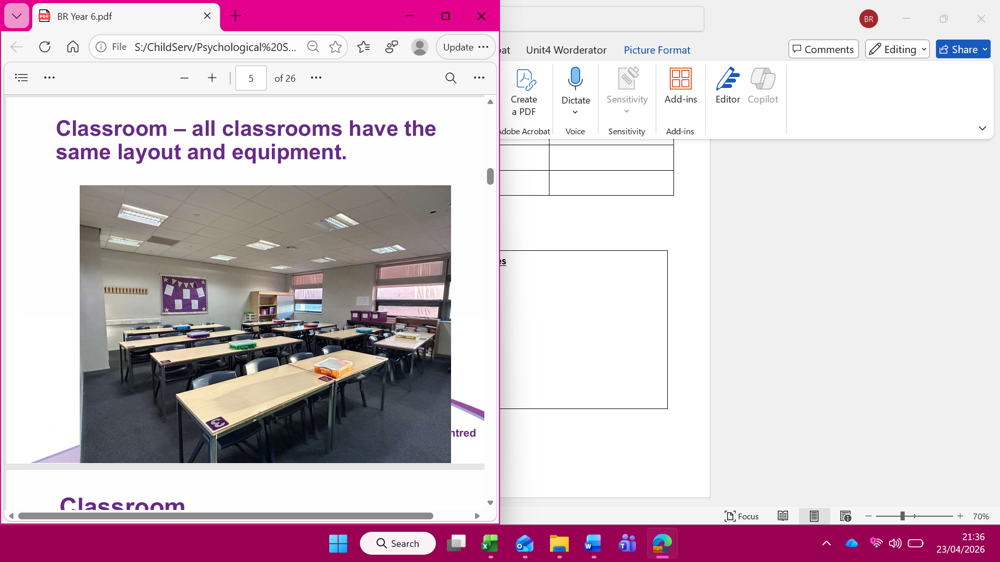 BR Year 6.pdf
File S:/ChildServ/Psychological%20S...
Update
5 of 26
Classroom – all classrooms have the
same layout and equipment.
3
ntred
Classroom
BR
bat
Unit4 Worderator
Picture Format
Comments
Editing
Share
Create
a PDF
Dictate
Sensitivity
Add-ins
Editor
Copilot
Adobe Acrobat
Voice
Sensitivity
Add-ins
es
Focus
70%
Search
21:36
23/04/2026